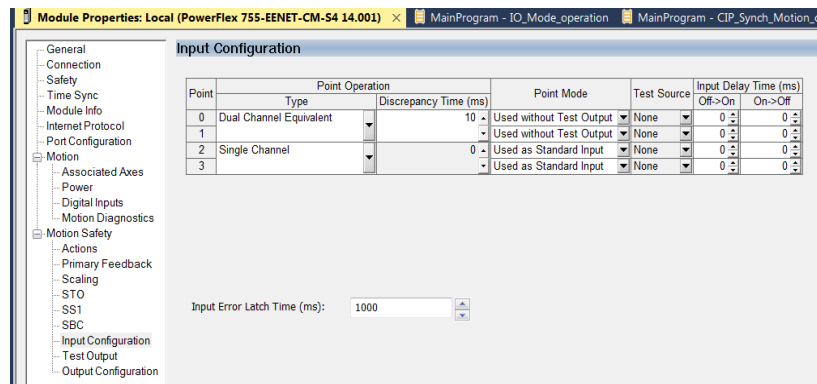 Module Properties: Local (PowerFlex 755-EENET-CM-S4 14.001) × MainProgram - IO_Mode_operation MainProgram - CIP_Synch_Motion_
General
Connection
Safety
Time Sync
Module Info
Internet Protocol
Port Configuration
Motion
Associated Axes
Power
Digital Inputs
Motion Diagnostics
Motion Safety
Actions
Primary Feedback
Scaling
STO
SS1
SBC
Input Configuration
Test Output
Output Configuration
Input Configuration
Point Point Operation Point Mode Test Source Input Delay Time (ms)
Type Discrepancy Time (ms) Off->On On->Off
0 Dual Channel Equivalent 10 Used without Test Output None 0 0
1 Used without Test Output None 0 0
2 Single Channel 0 Used as Standard Input None 0 0
3 Used as Standard Input None 0 0
Input Error Latch Time (ms): 1000